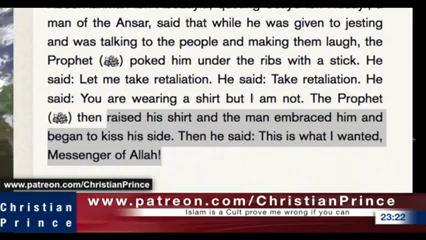 man of the Ansar, said that while he was given to jesting
and was talking to the people and making them laugh, the
Prophet (ﷺ) poked him under the ribs with a stick. He
said: Let me take retaliation. He said: Take retaliation. He
said: You are wearing a shirt but I am not. The Prophet
(ﷺ) then raised his shirt and the man embraced him and
began to kiss his side. Then he said: This is what I wanted,
Messenger of Allah!
www.patreon.com/ChristianPrince
www.patreon.com/ChristianPrince
Christian
Prince
Islam is a Cult prove me wrong if you can
23:22